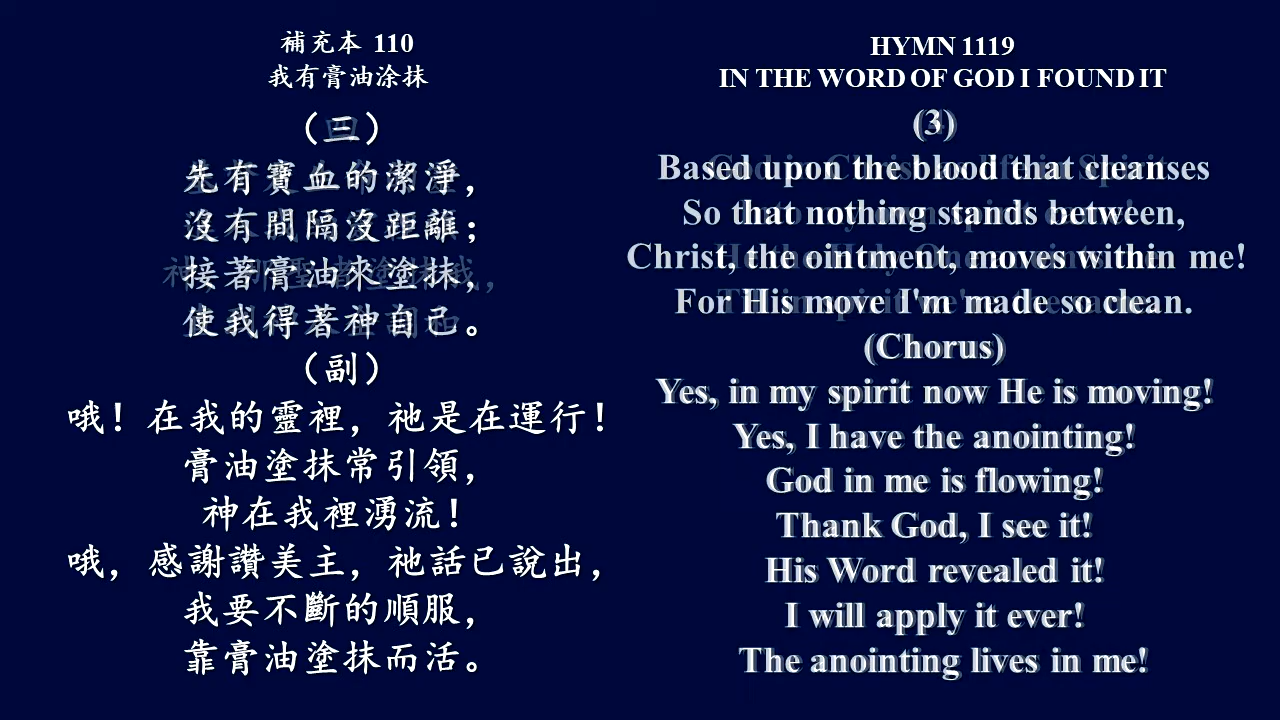 補充本 110
我有膏油涂抹
（三）
先有寶血的潔淨，
沒有間隔沒距離；
接著膏油來塗抹，
使我得著神自己。
（副）
哦！在我的靈裡，祂是在運行！
膏油塗抹常引領，
神在我裡湧流！
哦，感謝讚美主，祂話已說出，
我要不斷的順服，
靠膏油塗抹而活。
HYMN 1119
IN THE WORD OF GOD I FOUND IT
(3)
Based upon the blood that cleanses
So that nothing stands between,
Christ, the ointment, moves within me!
For His move I'm made so clean.
(Chorus)
Yes, in my spirit now He is moving!
Yes, I have the anointing!
God in me is flowing!
Thank God, I see it!
His Word revealed it!
I will apply it ever!
The anointing lives in me!